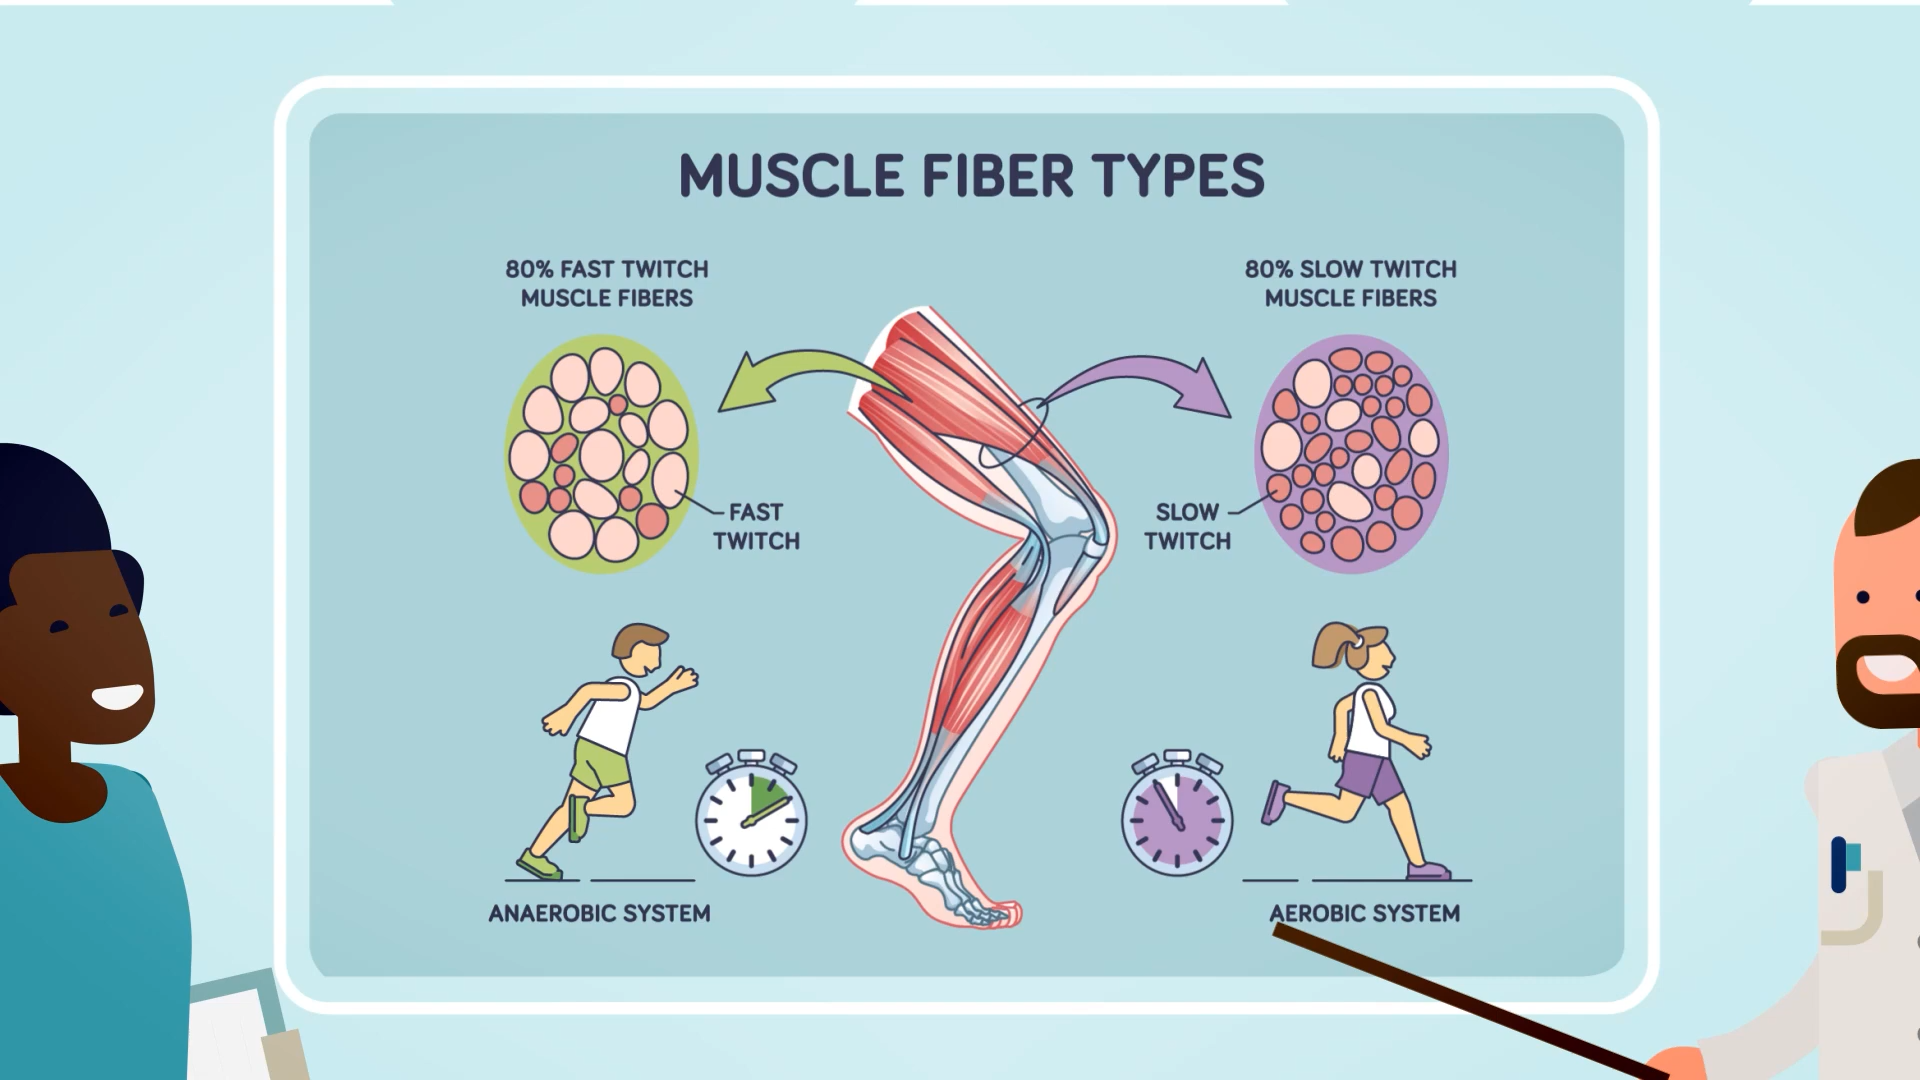 MUSCLE FIBER TYPES
80% FAST TWITCH
MUSCLE FIBERS
80% SLOW TWITCH
MUSCLE FIBERS
FAST
TWITCH
SLOW
TWITCH
ANAEROBIC SYSTEM
AEROBIC SYSTEM